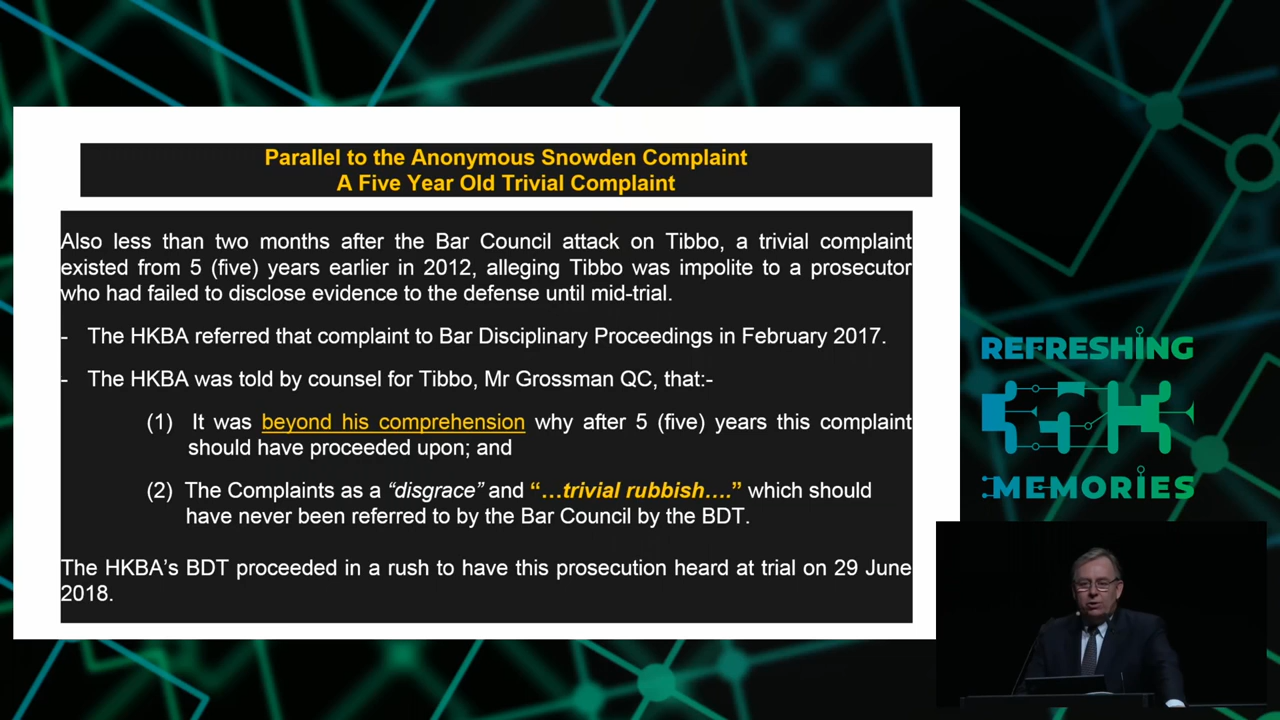 Parallel to the Anonymous Snowden Complaint
A Five Year Old Trivial Complaint
Also less than two months after the Bar Council attack on Tibbo, a trivial complaint
existed from 5 (five) years earlier in 2012, alleging Tibbo was impolite to a prosecutor
who had failed to disclose evidence to the defense until mid-trial.
- The HKBA referred that complaint to Bar Disciplinary Proceedings in February 2017.
- The HKBA was told by counsel for Tibbo, Mr Grossman QC, that:-
(1) It was beyond his comprehension why after 5 (five) years this complaint
should have proceeded upon; and
(2) The Complaints as a “disgrace” and “…trivial rubbish….” which should
have never been referred to by the Bar Council by the BDT.
The HKBA’s BDT proceeded in a rush to have this prosecution heard at trial on 29 June
2018.
REFRESHING
MEMORIES